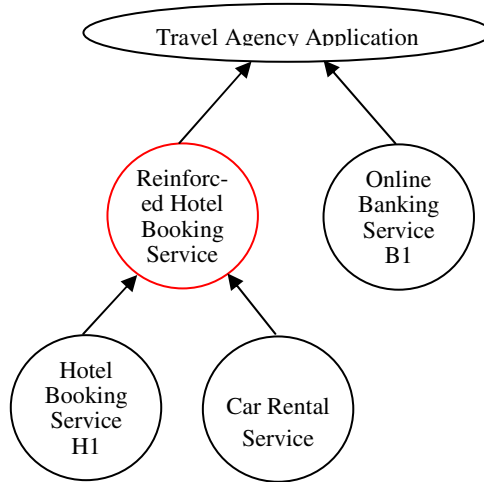 Travel Agency Application
Reinforc-
ed Hotel
Booking
Service
Online
Banking
Service
B1
Hotel
Booking
Service
H1
Car Rental
Service